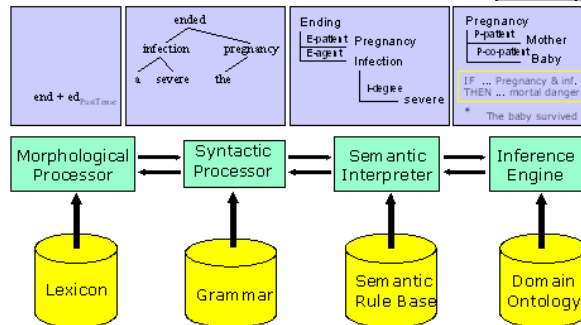 end + ed PastTense
ended
infection pregnancy
a severe the
Ending
E-patient Pregnancy
E-agent Infection
I-degree
severe
Pregnancy
P-patient Mother
P-co-patient Baby
IF ... Pregnancy & inf.
THEN ... mortal danger
* The baby survived
Morphological
Processor
Syntactic
Processor
Semantic
Interpreter
Inference
Engine
Lexicon
Grammar
Semantic
Rule Base
Domain
Ontology